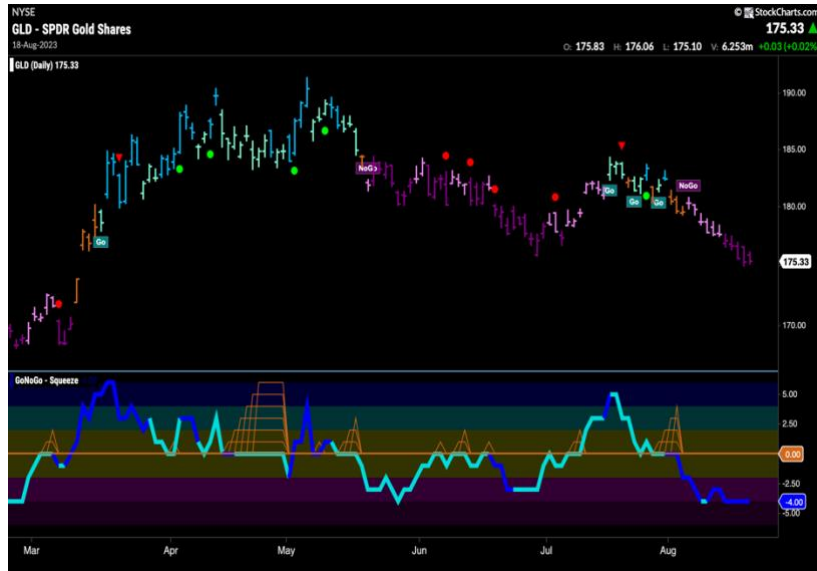 NYSE
© StockCharts.com
GLD - SPDR Gold Shares
175.33
18-Aug-2023
O: 175.83 H: 176.06 L: 175.10 V: 6.253m +0.03 (+0.02%)
GLD (Daily) 175.33
190.00
185.00
180.00
175.33
170.00
Go
NoGo
Go
Go
Go
NoGo
GoNoGo - Squeeze
5.00
2.50
0.00
-2.50
-4.00
-5.00
Mar Apr May Jun Jul Aug